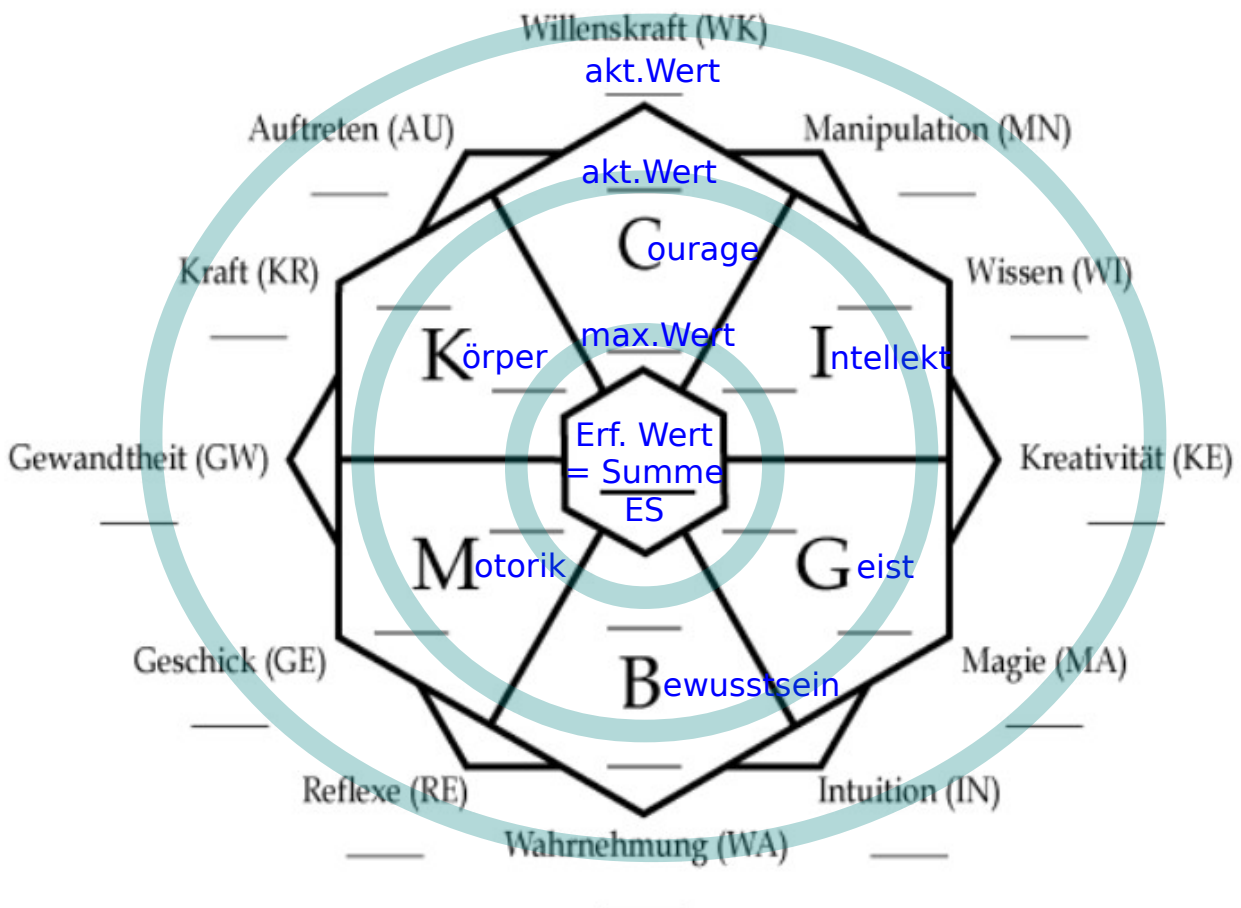 Willenskraft (WK)
akt.Wert
Auftreten (AU)
Manipulation (MN)
akt.Wert
Courage
Kraft (KR)
Wissen (WI)
max.Wert
Körper
Intellekt
Erf. Wert
= Summe
ES
Gewandtheit (GW)
Kreativität (KE)
Motorik
Geist
Geschick (GE)
Magie (MA)
Bewusstsein
Reflexe (RE)
Intuition (IN)
Wahrnehmung (WA)